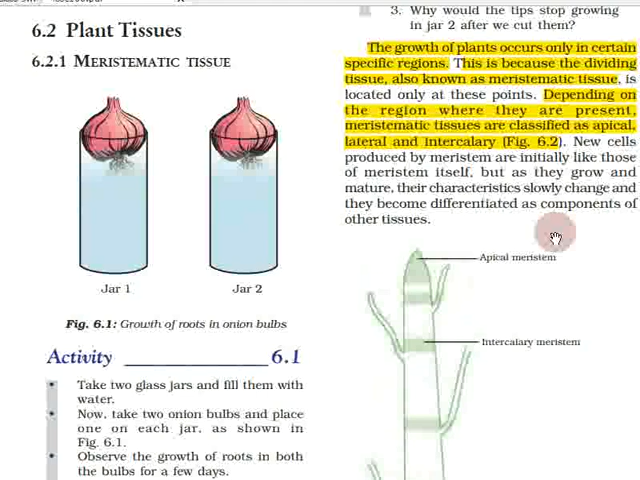 6.2 Plant Tissues
6.2.1 MERISTEMATIC TISSUE
Jar 1
Jar 2
Fig. 6.1: Growth of roots in onion bulbs
Activity 6.1
• Take two glass jars and fill them with
water.
• Now, take two onion bulbs and place
one on each jar, as shown in
Fig. 6.1.
• Observe the growth of roots in both
the bulbs for a few days.
3. Why would the tips stop growing
in jar 2 after we cut them?
The growth of plants occurs only in certain
specific regions. This is because the dividing
tissue, also known as meristematic tissue, is
located only at these points. Depending on
the region where they are present,
meristematic tissues are classified as apical,
lateral and intercalary (Fig. 6.2). New cells
produced by meristem are initially like those
of meristem itself, but as they grow and
mature, their characteristics slowly change and
they become differentiated as components of
other tissues.
Apical meristem
Intercalary meristem